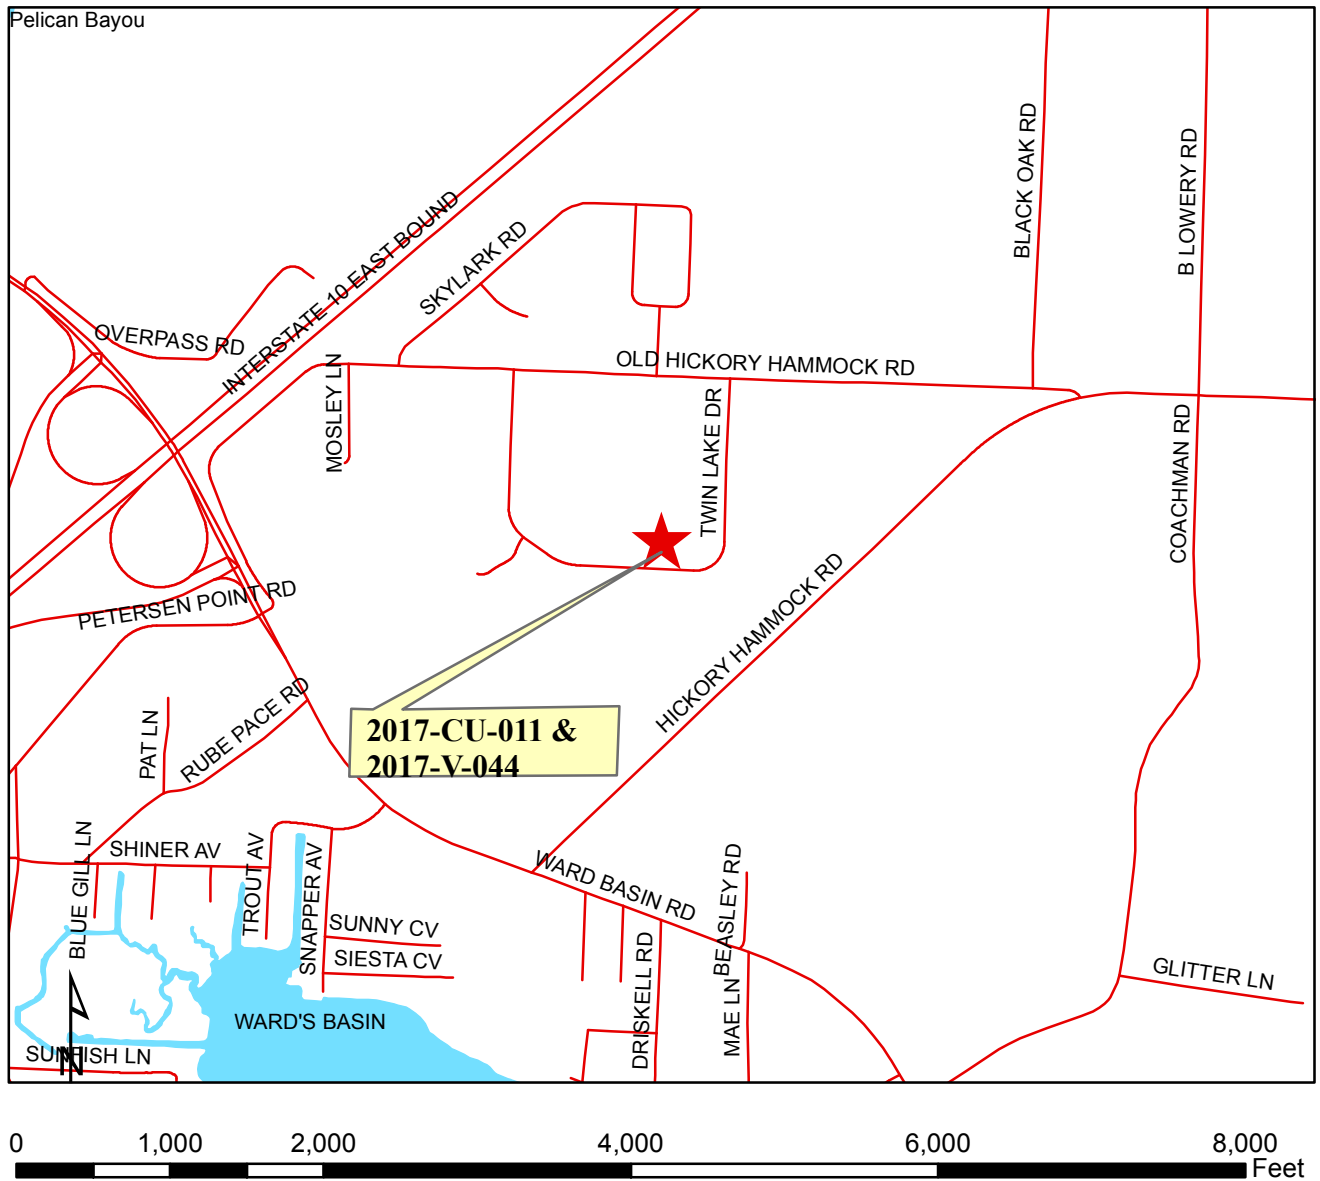 Pelican Bayou
BLACK OAK RD
B LOWERY RD
INTERSTATE 10 EAST BOUND
SKYLARK RD
OVERPASS RD
OLD HICKORY HAMMOCK RD
MOSLEY LN
TWIN LAKE DR
COACHMAN RD
PETERSEN POINT RD
HICKORY HAMMOCK RD
RUBE PACE RD
PAT LN
2017-CU-011 &
2017-V-044
BLUE GILL LN
SHINER AV
TROUT AV
SNAPPER AV
WARD BASIN RD
BEASLEY RD
SUNNY CV
SIESTA CV
DRISKELL RD
MAE LN
GLITTER LN
WARD'S BASIN
SUNFISH LN
N
0 1,000 2,000 4,000 6,000 8,000
Feet